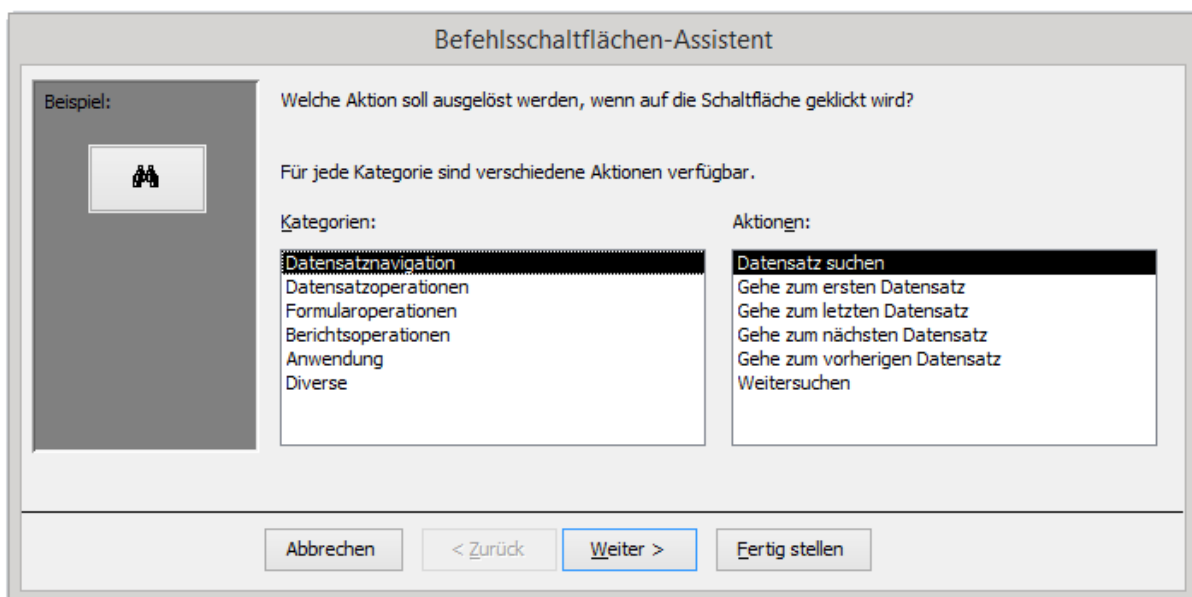 Befehlsschaltflächen-Assistent
Beispiel:
Welche Aktion soll ausgelöst werden, wenn auf die Schaltfläche geklickt wird?
Für jede Kategorie sind verschiedene Aktionen verfügbar.
Kategorien:
Datensatznavigation
Datensatzoperationen
Formularoperationen
Berichtsoperationen
Anwendung
Diverse
Aktionen:
Datensatz suchen
Gehe zum ersten Datensatz
Gehe zum letzten Datensatz
Gehe zum nächsten Datensatz
Gehe zum vorherigen Datensatz
Weitersuchen
Abbrechen < Zurück Weiter > Fertig stellen